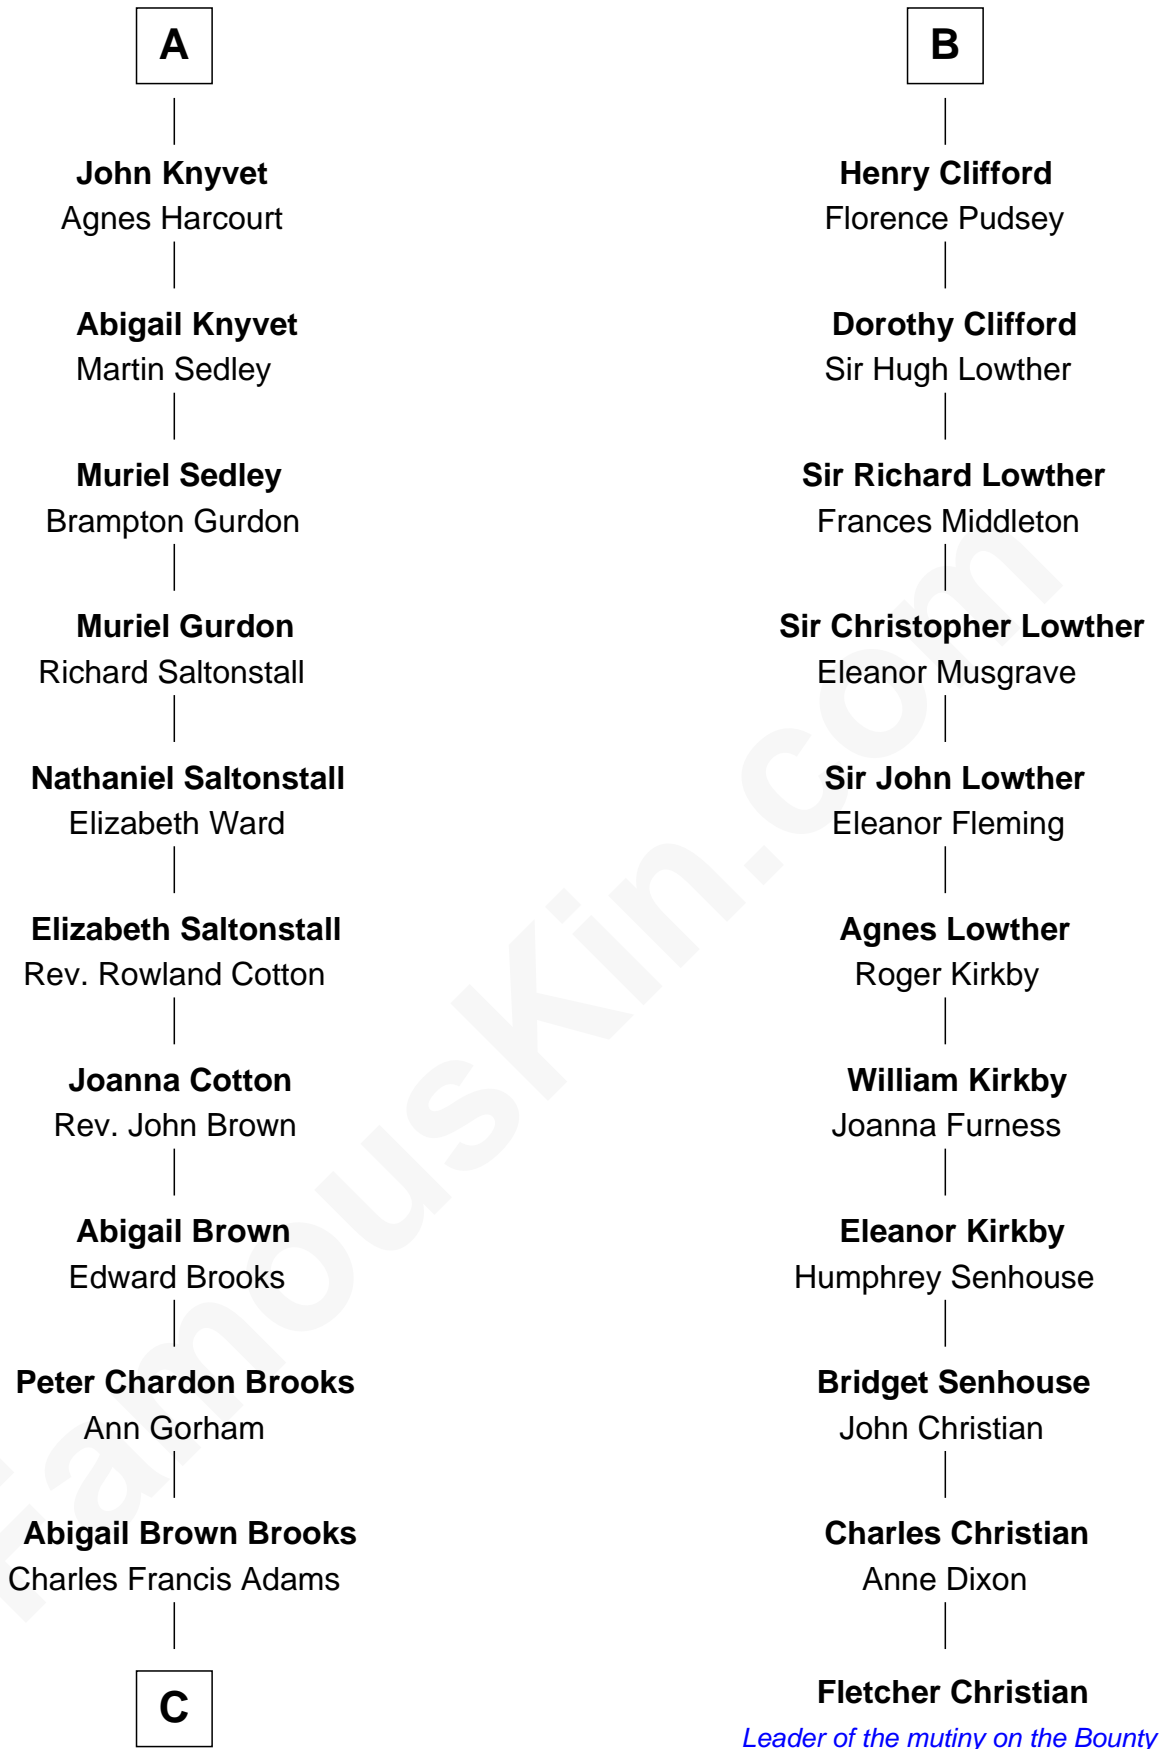 A
John Knyvet
Agnes Harcourt
Abigail Knyvet
Martin Sedley
Muriel Sedley
Brampton Gurdon
Muriel Gurdon
Richard Saltonstall
Nathaniel Saltonstall
Elizabeth Ward
Elizabeth Saltonstall
Rev. Rowland Cotton
Joanna Cotton
Rev. John Brown
Abigail Brown
Edward Brooks
Peter Chardon Brooks
Ann Gorham
Abigail Brown Brooks
Charles Francis Adams
C
B
Henry Clifford
Florence Pudsey
Dorothy Clifford
Sir Hugh Lowther
Sir Richard Lowther
Frances Middleton
Sir Christopher Lowther
Eleanor Musgrave
Sir John Lowther
Eleanor Fleming
Agnes Lowther
Roger Kirkby
William Kirkby
Joanna Furness
Eleanor Kirkby
Humphrey Senhouse
Bridget Senhouse
John Christian
Charles Christian
Anne Dixon
Fletcher Christian
Leader of the mutiny on the Bounty
FamousKin.com